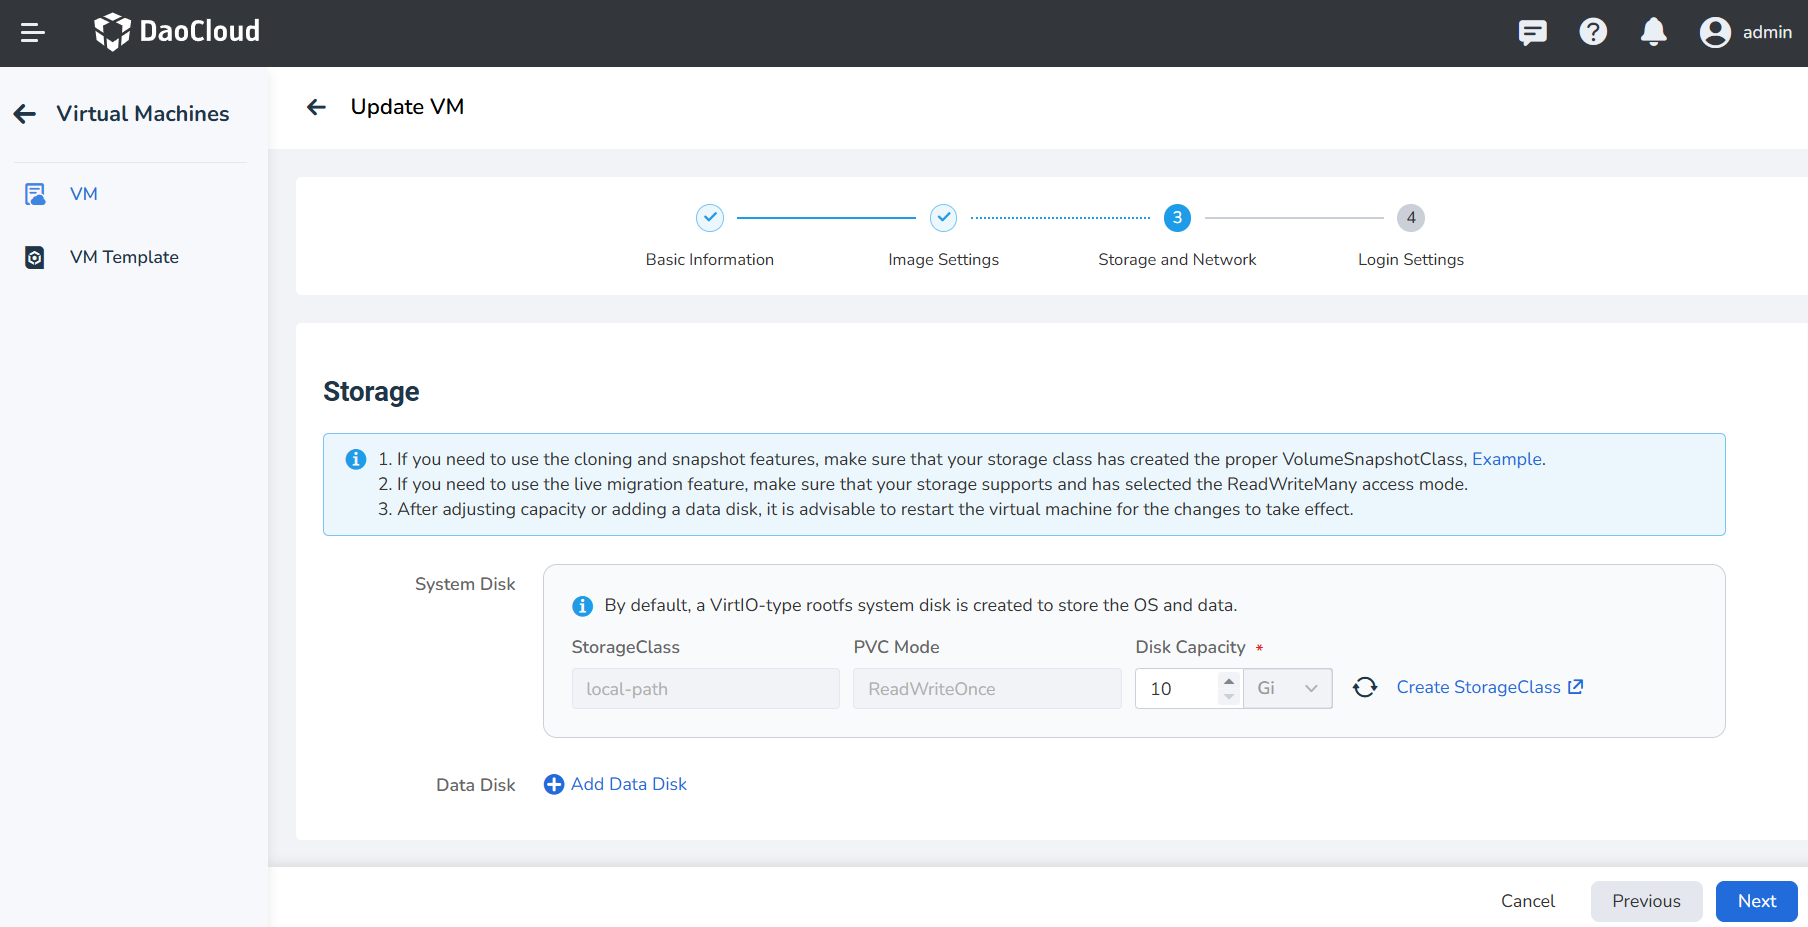 DaoCloud
admin
Virtual Machines
VM
VM Template
Update VM
3
4
Basic Information
Image Settings
Storage and Network
Login Settings
Storage
1. If you need to use the cloning and snapshot features, make sure that your storage class has created the proper VolumeSnapshotClass, Example.
2. If you need to use the live migration feature, make sure that your storage supports and has selected the ReadWriteMany access mode.
3. After adjusting capacity or adding a data disk, it is advisable to restart the virtual machine for the changes to take effect.
System Disk
By default, a VirtIO-type rootfs system disk is created to store the OS and data.
StorageClass
PVC Mode
Disk Capacity *
local-path
ReadWriteOnce
10
Gi
Create StorageClass
Data Disk
Add Data Disk
Cancel
Previous
Next